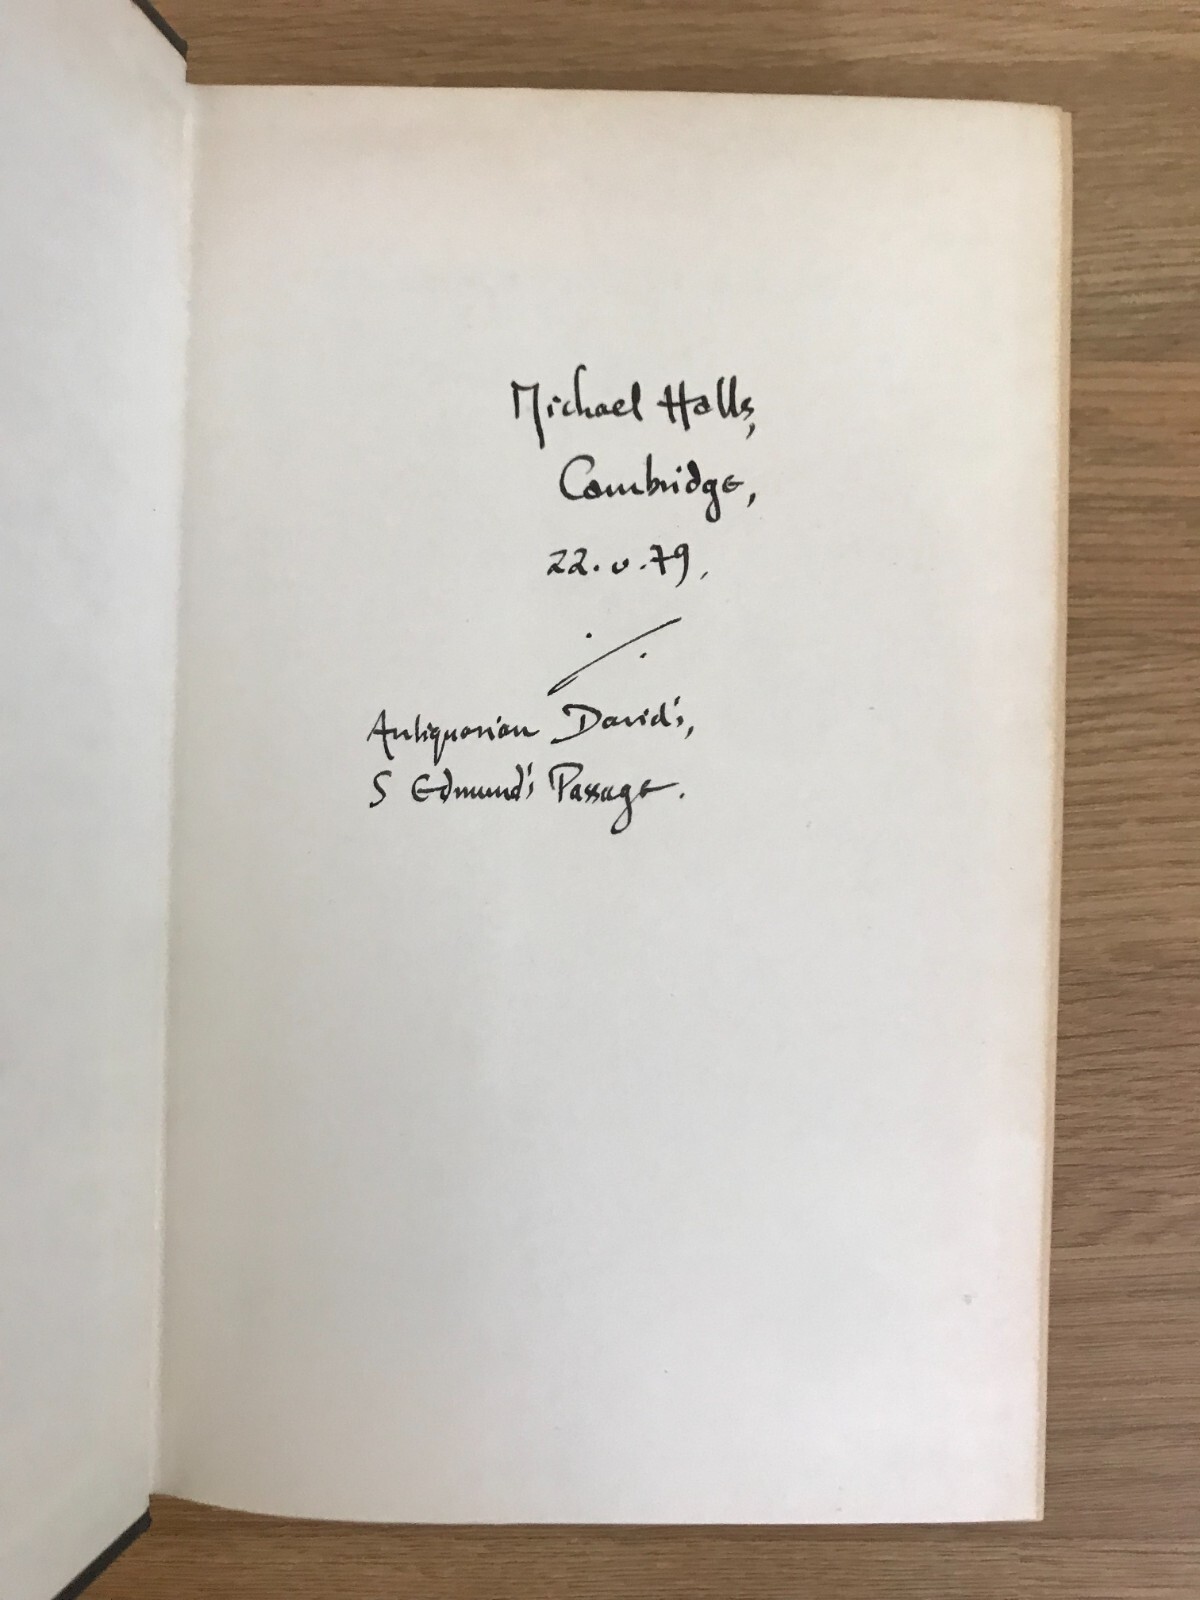 Michael Halls,
Cambridge,
22.v.79.
Antiquarian David's,
S Edmund's Passage.